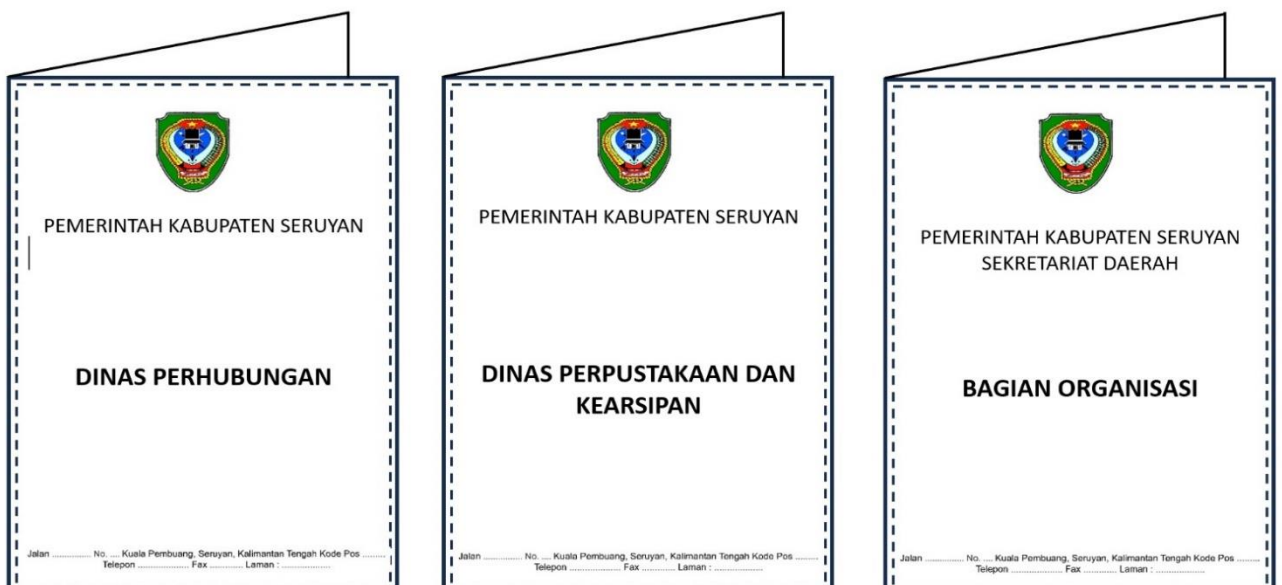 PEMERINTAH KABUPATEN SERUYAN
DINAS PERHUBUNGAN
Jalan ................. No. .... Kuala Pembuang, Seruyan, Kalimantan Tengah Kode Pos ..........
Telepon ...................... Fax ............. Laman : .....................
PEMERINTAH KABUPATEN SERUYAN
DINAS PERPUSTAKAAN DAN
KEARSIPAN
Jalan ................. No. .... Kuala Pembuang, Seruyan, Kalimantan Tengah Kode Pos ..........
Telepon ...................... Fax ............. Laman : .....................
PEMERINTAH KABUPATEN SERUYAN
SEKRETARIAT DAERAH
BAGIAN ORGANISASI
Jalan ................. No. .... Kuala Pembuang, Seruyan, Kalimantan Tengah Kode Pos ..........
Telepon ...................... Fax ............. Laman : .....................